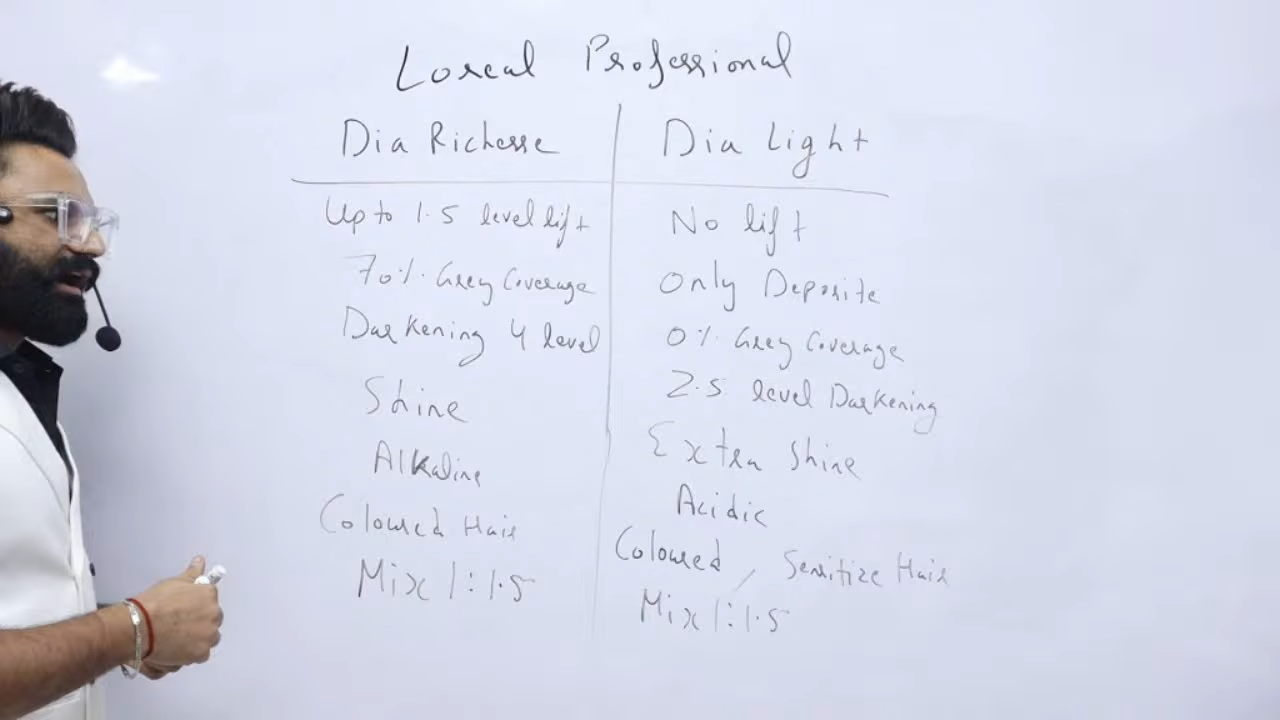 Loreal Professional
Dia Richesse
Dia Light
Up to 1.5 level lift
70% Grey Coverage
Darkening 4 level
Shine
Alkaline
Coloured Hair
Mix 1:1.5
No lift
Only Deposite
0% Grey Coverage
2.5 level Darkening
Extra Shine
Acidic
Coloured / Sensitize Hair
Mix 1:1.5